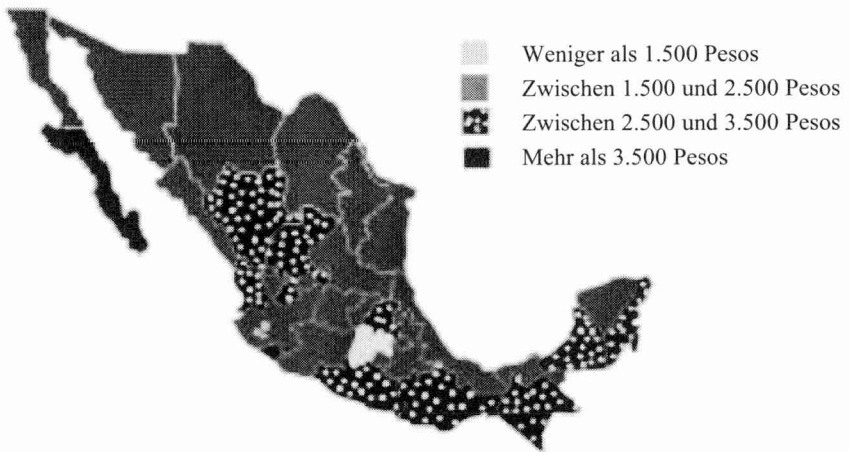 Weniger als 1.500 Pesos
Zwischen 1.500 und 2.500 Pesos
Zwischen 2.500 und 3.500 Pesos
Mehr als 3.500 Pesos